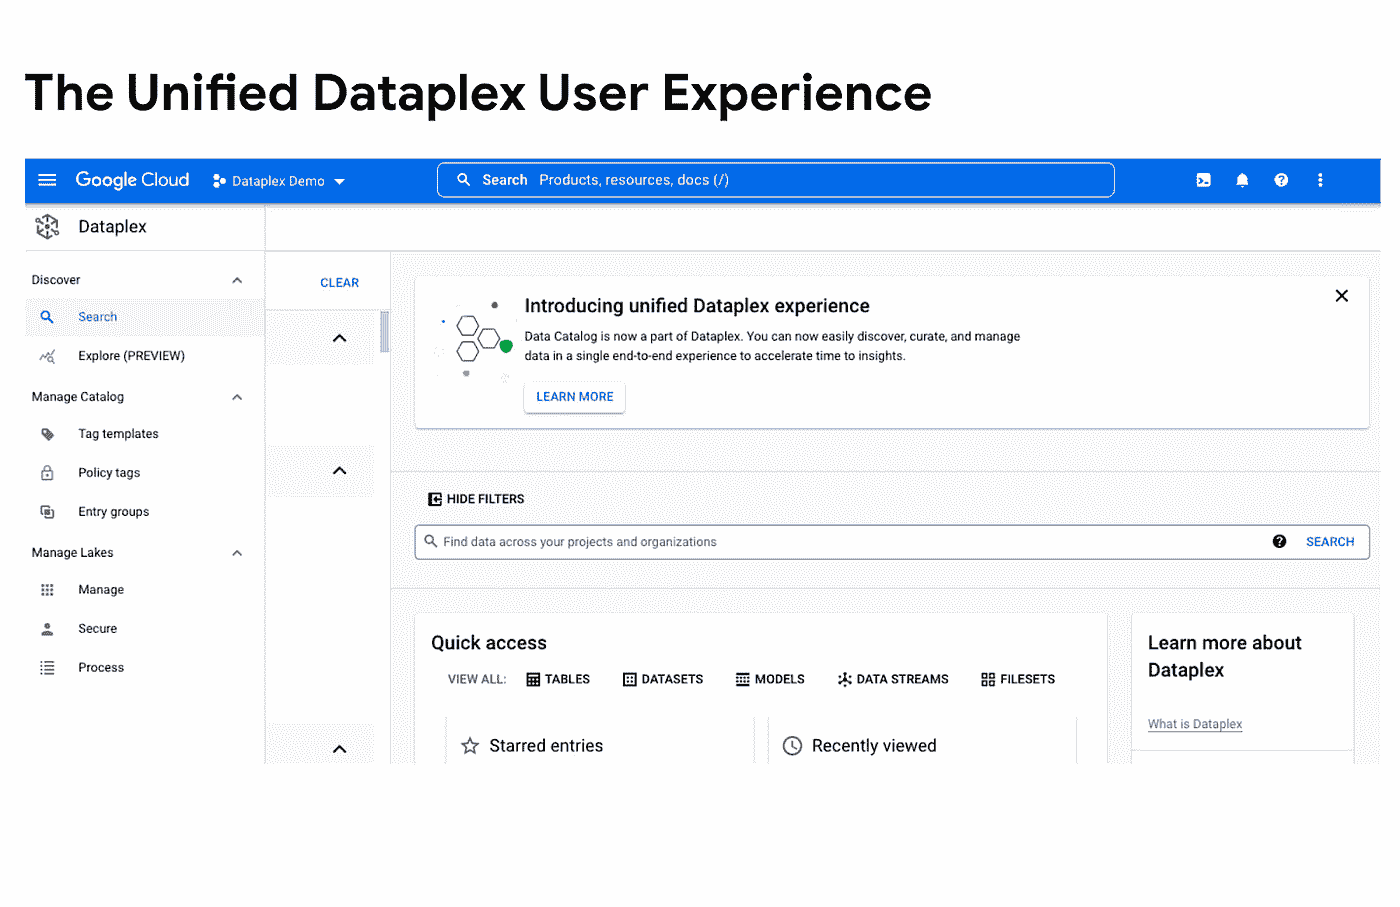 The Unified Dataplex User Experience
Google Cloud
Dataplex Demo
Search Products, resources, docs (/)
Dataplex
Discover
Search
Explore (PREVIEW)
Manage Catalog
Tag templates
Policy tags
Entry groups
Manage Lakes
Manage
Secure
Process
CLEAR
Introducing unified Dataplex experience
Data Catalog is now a part of Dataplex. You can now easily discover, curate, and manage
data in a single end-to-end experience to accelerate time to insights.
LEARN MORE
HIDE FILTERS
Find data across your projects and organizations
SEARCH
Quick access
VIEW ALL: TABLES DATASETS MODELS DATA STREAMS FILESETS
Starred entries
Recently viewed
Learn more about
Dataplex
What is Dataplex